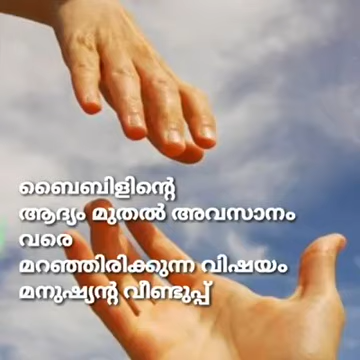 ബൈബിളിന്റെ
ആദ്യം മുതൽ അവസാനം
വരെ
മറഞ്ഞിരിക്കുന്ന വിഷയം
മനുഷ്യന്റ വീണ്ടുപ്പ്